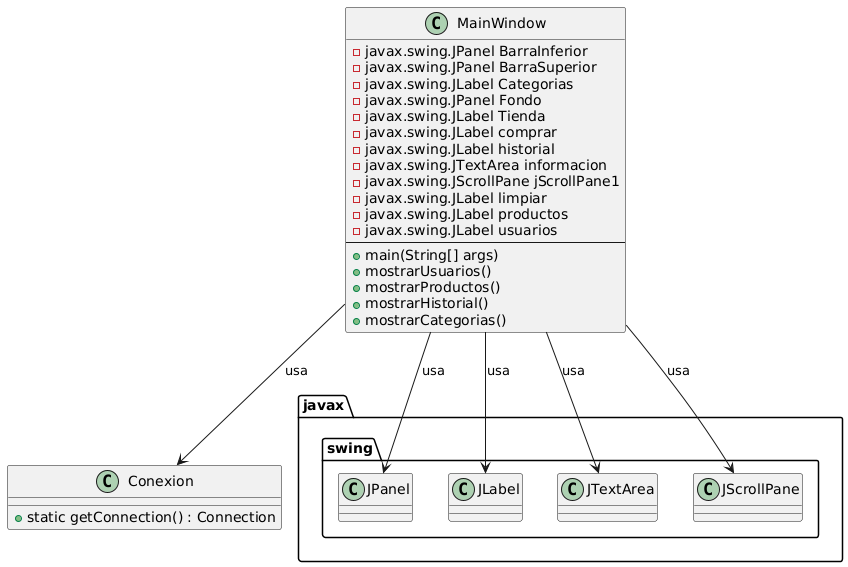 C MainWindow
javax.swing.JPanel BarraInferior
javax.swing.JPanel BarraSuperior
javax.swing.JLabel Categorias
javax.swing.JPanel Fondo
javax.swing.JLabel Tienda
javax.swing.JLabel comprar
javax.swing.JLabel historial
javax.swing.JTextArea informacion
javax.swing.JScrollPane jScrollPane1
javax.swing.JLabel limpiar
javax.swing.JLabel productos
javax.swing.JLabel usuarios
main(String[] args)
mostrarUsuarios()
mostrarProductos()
mostrarHistorial()
mostrarCategorias()
usa
usa
usa
usa
usa
javax
swing
C Conexion
static getConnection() : Connection
C JPanel
C JLabel
C JTextArea
C JScrollPane